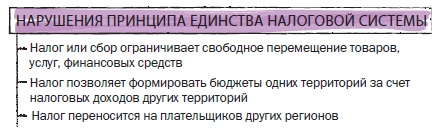 НАРУШЕНИЯ ПРИНЦИПА ЕДИНСТВА НАЛОГОВОЙ СИСТЕМЫ
Налог или сбор ограничивает свободное перемещение товаров,
услуг, финансовых средств
Налог позволяет формировать бюджеты одних территорий за счет
налоговых доходов других территорий
Налог переносится на плательщиков других регионов